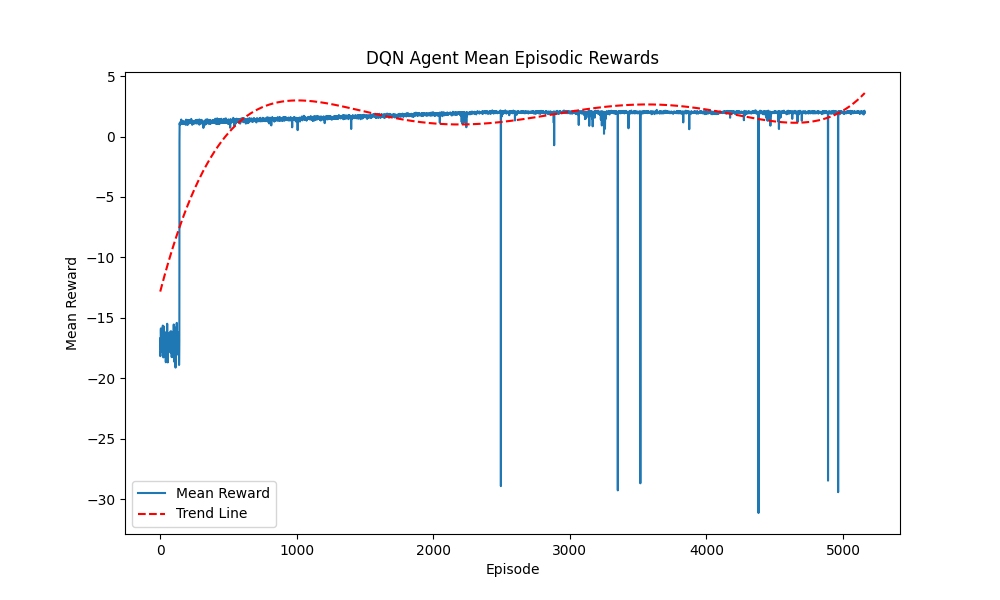 DQN Agent Mean Episodic Rewards
5
0
−5
−10
−15
−20
−25
−30
Mean Reward
Mean Reward
Trend Line
0
1000
2000
3000
4000
5000
Episode